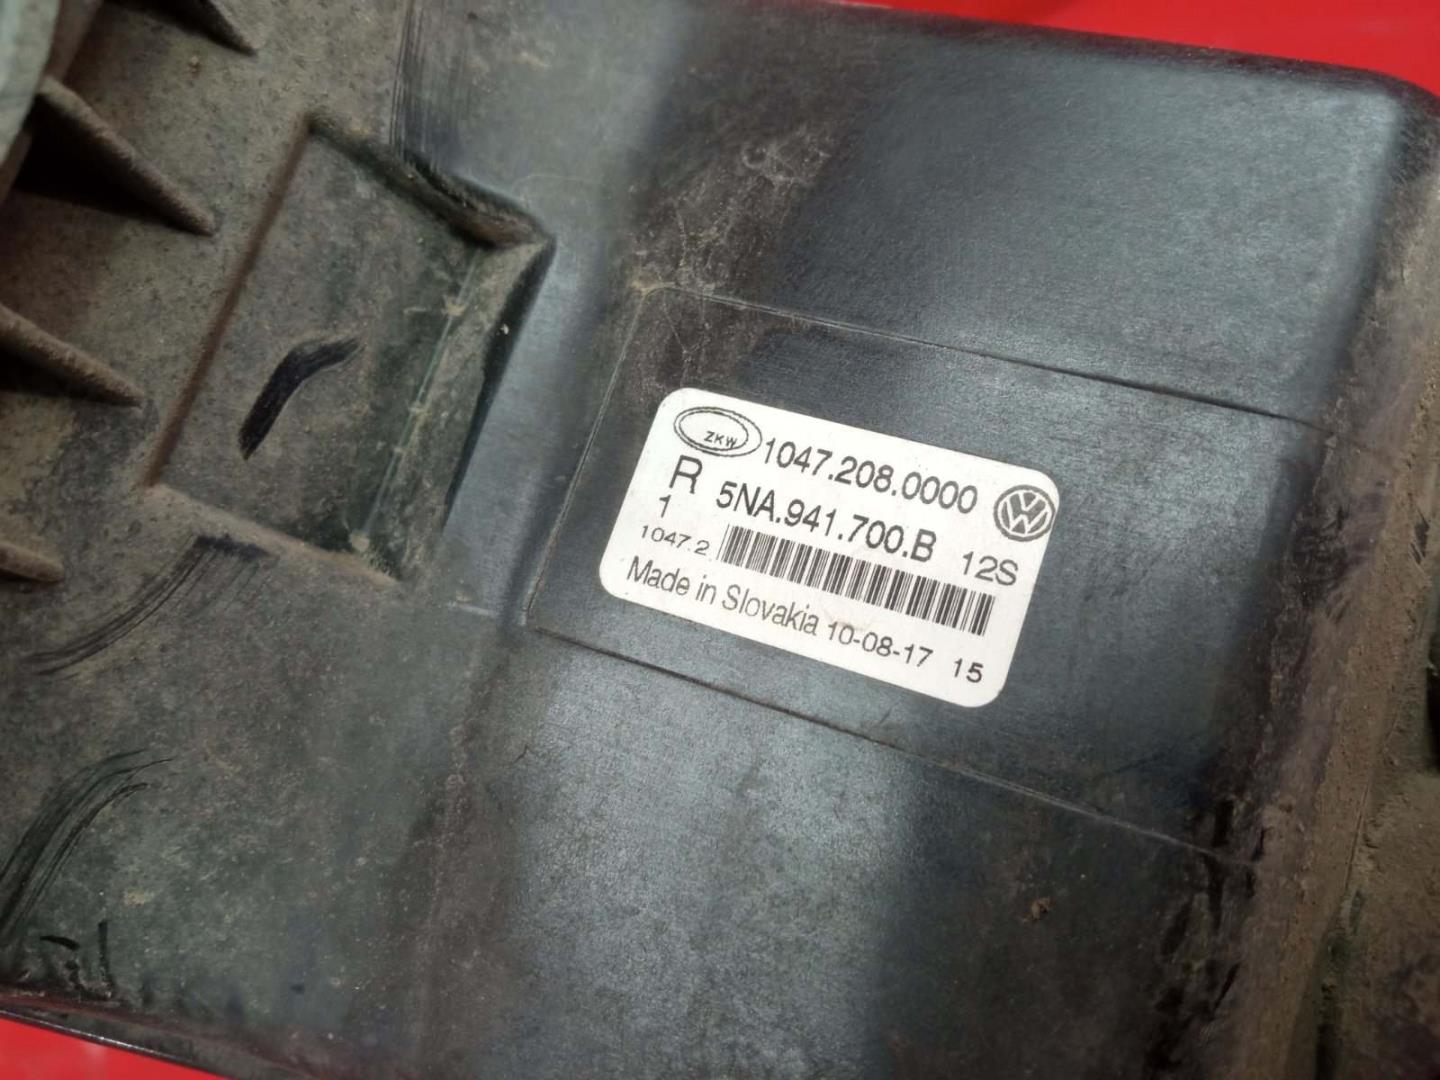 ZKW 1047.208.0000
R 5NA.941.700.B
1 12S
1047.2
Made in Slovakia 10-08-17 15